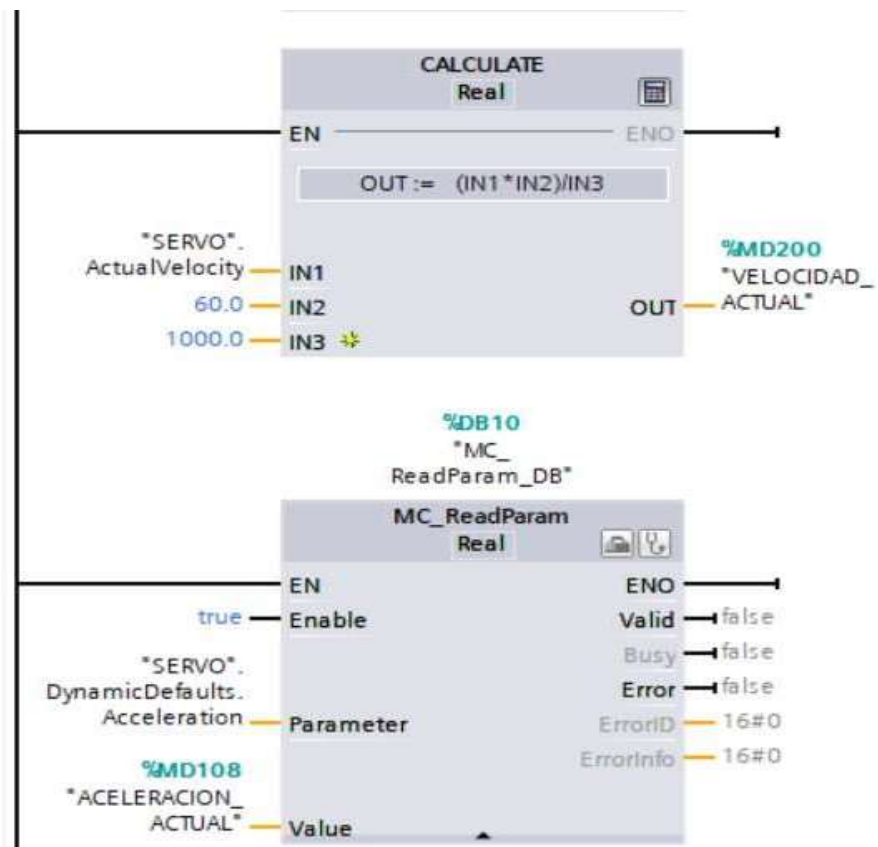 CALCULATE
Real
EN ENO
OUT := (IN1*IN2)/IN3
"SERVO".
ActualVelocity IN1
60.0 IN2
1000.0 IN3
OUT
%MD200
"VELOCIDAD_
ACTUAL"
%DB10
"MC_
ReadParam_DB"
MC_ReadParam
Real
EN ENO
true Enable Valid false
Busy false
Error false
"SERVO".
DynamicDefaults.
Acceleration Parameter
ErrorID 16#0
ErrorInfo 16#0
%MD108
"ACELERACION_
ACTUAL" Value